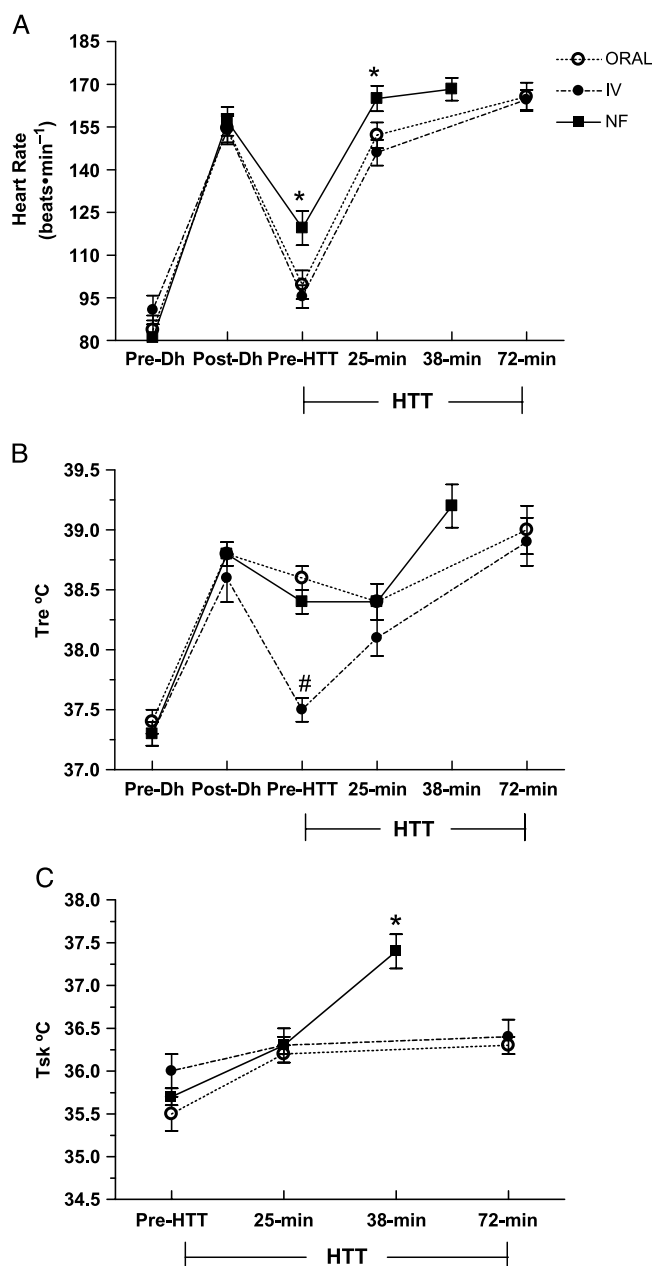 A
185
170
155
140
125
110
95
80
Heart Rate
(beats•min⁻¹)
*
*
ORAL
IV
NF
Pre-Dh Post-Dh Pre-HTT 25-min 38-min 72-min
HTT
B
39.5
39.0
38.5
38.0
37.5
37.0
Tre ºC
#
Pre-Dh Post-Dh Pre-HTT 25-min 38-min 72-min
HTT
C
38.0
37.5
37.0
36.5
36.0
35.5
35.0
34.5
Tsk ºC
*
Pre-HTT 25-min 38-min 72-min
HTT